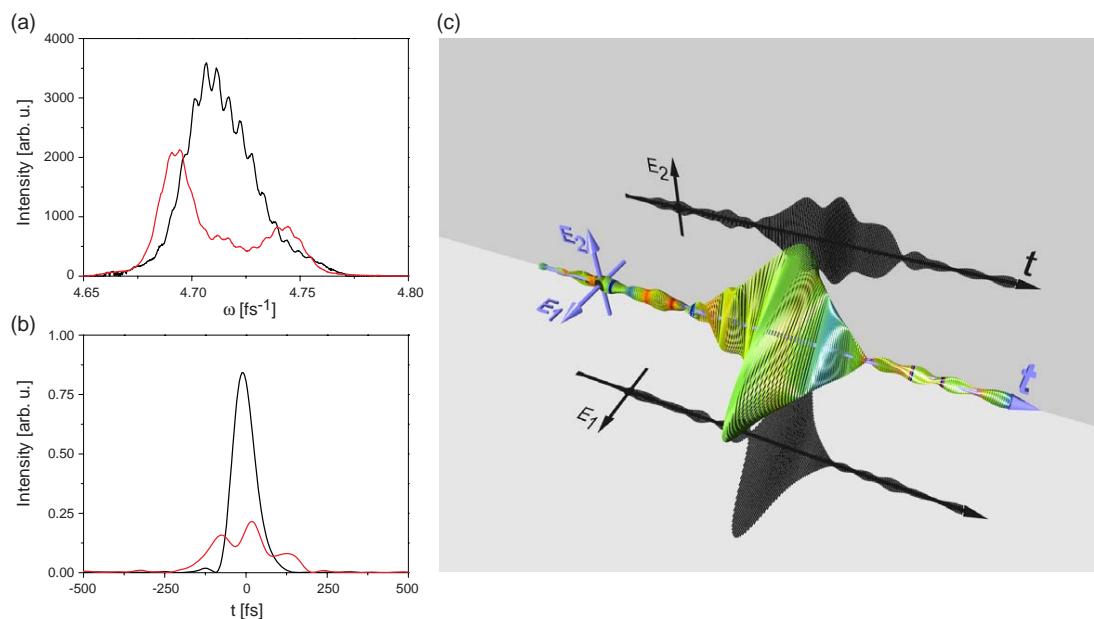 (a)
Intensity [arb. u.]
4000
3000
2000
1000
0
4.65
4.70
4.75
4.80
ω [fs⁻¹]
(b)
Intensity [arb. u.]
1.00
0.75
0.50
0.25
0.00
-500
-250
0
250
500
t [fs]
(c)
E₂
t
E₂
E₁
t
E₁